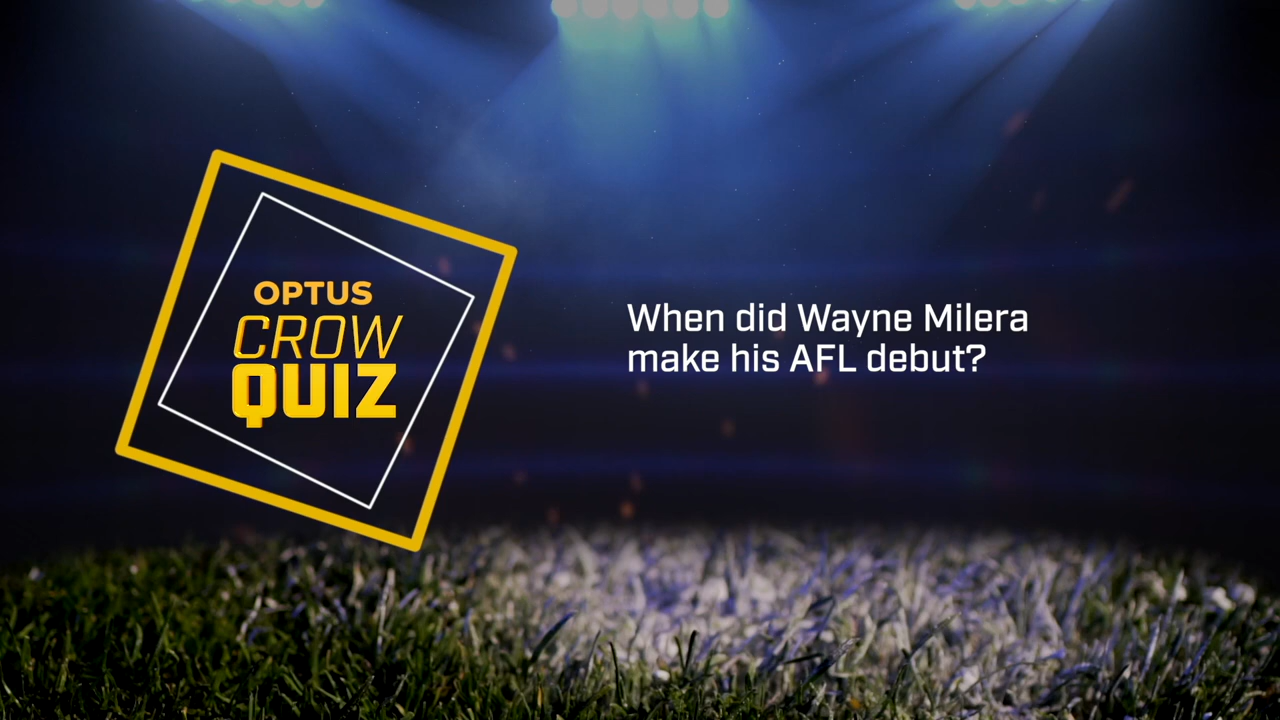 OPTUS
CROW
QUIZ
When did Wayne Milera
make his AFL debut?